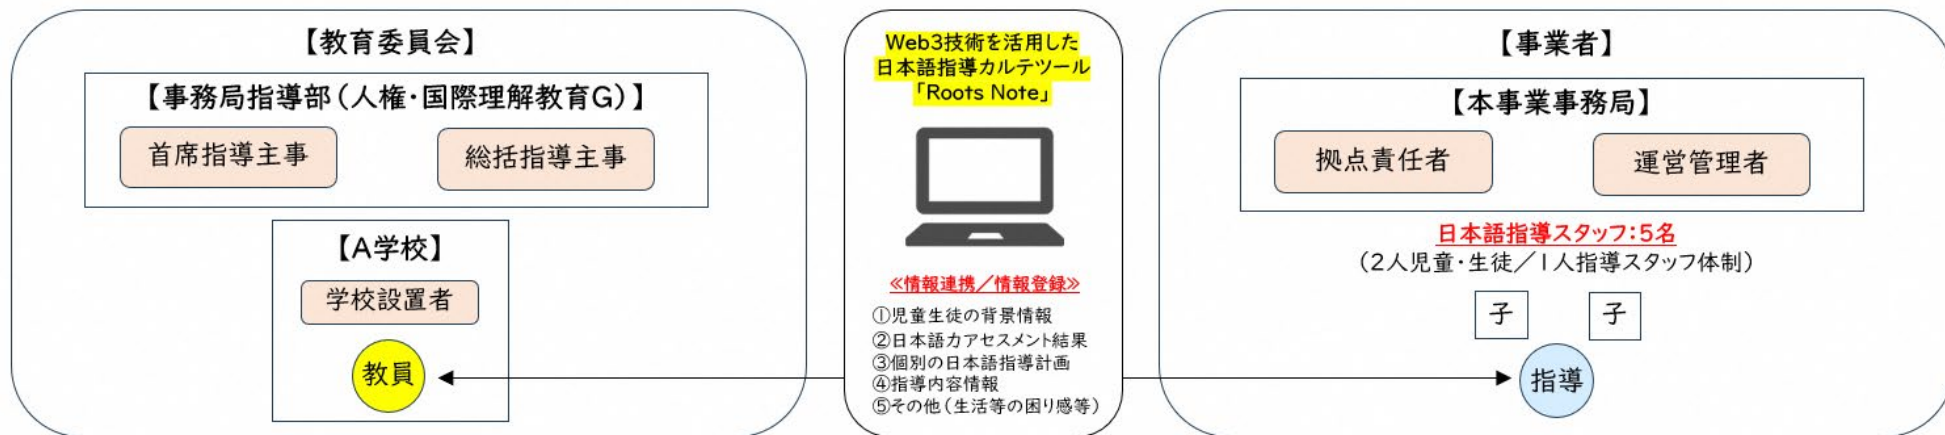 【教育委員会】
【事務局指導部（人権・国際理解教育G）】
首席指導主事
総括指導主事
【A学校】
学校設置者
教員
Web3技術を活用した
日本語指導カルテツール
「Roots Note」
≪情報連携／情報登録≫
①児童生徒の背景情報
②日本語力アセスメント結果
③個別の日本語指導計画
④指導内容情報
⑤その他（生活等の困り感等）
【事業者】
【本事業事務局】
拠点責任者
運営管理者
日本語指導スタッフ：5名
（2人児童・生徒／1人指導スタッフ体制）
子
子
指導